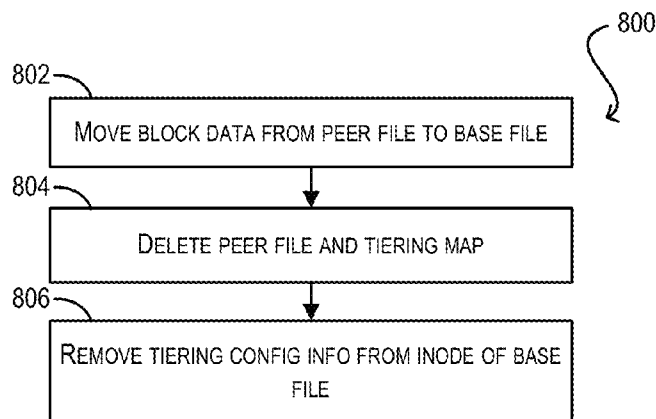 800
802
MOVE BLOCK DATA FROM PEER FILE TO BASE FILE
804
DELETE PEER FILE AND TIERING MAP
806
REMOVE TIERING CONFIG INFO FROM INODE OF BASE
FILE